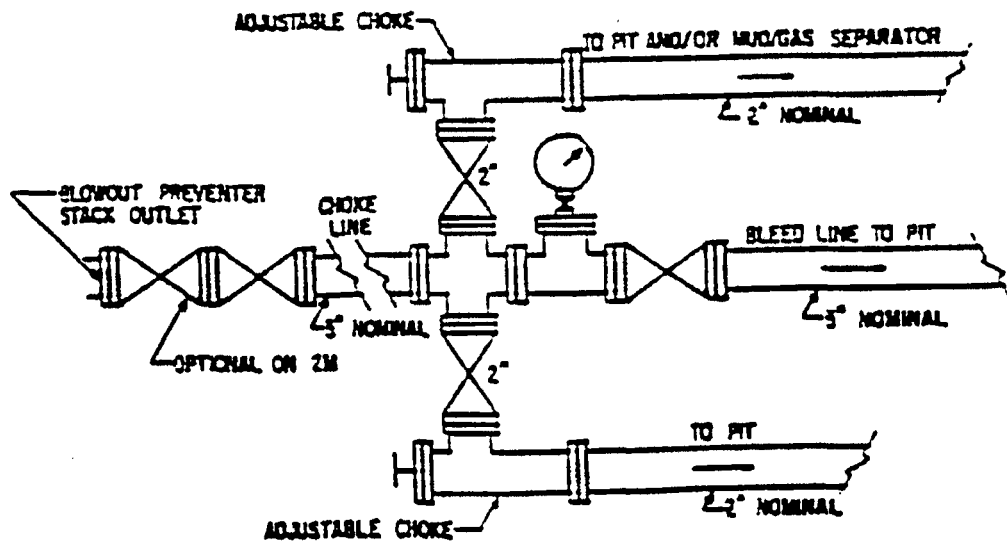 ADJUSTABLE CHOKE
TO PIT AND/OR MUD/GAS SEPARATOR
2" NOMINAL
2"
BLOWOUT PREVENTER
STACK OUTLET
CHOKE
LINE
BLEED LINE TO PIT
3" NOMINAL
3" NOMINAL
OPTIONAL ON 2M
2"
TO PIT
2" NOMINAL
ADJUSTABLE CHOKE